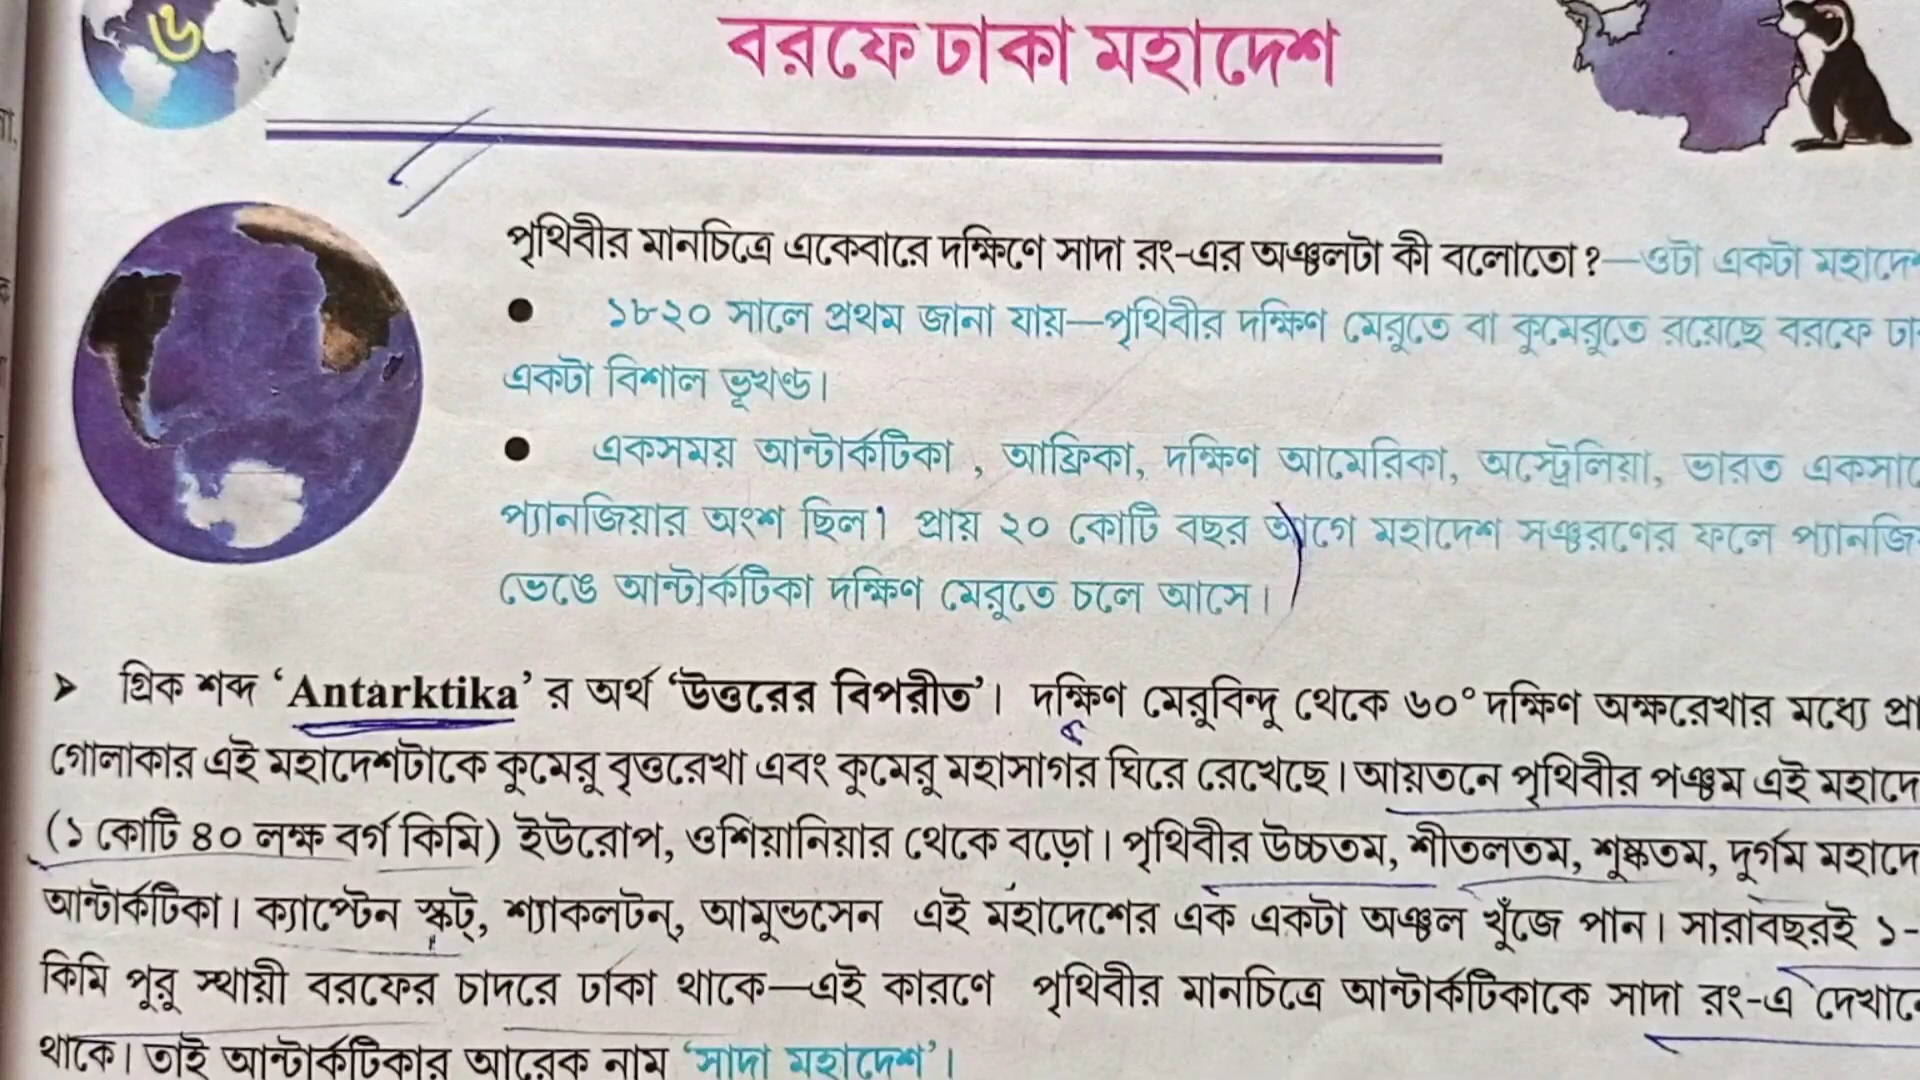 ৬
বরফে ঢাকা মহাদেশ
পৃথিবীর মানচিত্রে একেবারে দক্ষিণে সাদা রং-এর অঞ্চলটা কী বলোতো?—ওটা একটা
● ১৮২০ সালে প্রথম জানা যায়—পৃথিবীর দক্ষিণ মেরুতে বা কুমেরুতে রয়েছে বরফে
একটা বিশাল ভূখণ্ড।
● একসময় আন্টার্কটিকা , আফ্রিকা, দক্ষিণ আমেরিকা, অস্ট্রেলিয়া, ভারত
প্যানজিয়ার অংশ ছিল। প্রায় ২০ কোটি বছর আগে মহাদেশ সঞ্চরণের ফলে
ভেঙে আন্টার্কটিকা দক্ষিণ মেরুতে চলে আসে।
➤ গ্রিক শব্দ ‘Antarktika’ র অর্থ ‘উত্তরের বিপরীত’। দক্ষিণ মেরুবিন্দু থেকে ৬০° দক্ষিণ অক্ষরেখার মধ্যে
গোলাকার এই মহাদেশটাকে কুমেরু বৃত্তরেখা এবং কুমেরু মহাসাগর ঘিরে রেখেছে। আয়তনে পৃথিবীর পঞ্চম এই
(১ কোটি ৪০ লক্ষ বর্গ কিমি) ইউরোপ, ওশিয়ানিয়ার থেকে বড়ো। পৃথিবীর উচ্চতম, শীতলতম, শুষ্কতম, দুর্গম
আন্টার্কটিকা। ক্যাপ্টেন স্কট্, শ্যাকলটন্, আমুন্ডসেন এই মহাদেশের এক একটা অঞ্চল খুঁজে পান। সারাবছরই ১-
কিমি পুরু স্থায়ী বরফের চাদরে ঢাকা থাকে—এই কারণে পৃথিবীর মানচিত্রে আন্টার্কটিকাকে সাদা রং-এ
থাকে। তাই আন্টার্কটিকার আরেক নাম ‘সাদা মহাদেশ’।